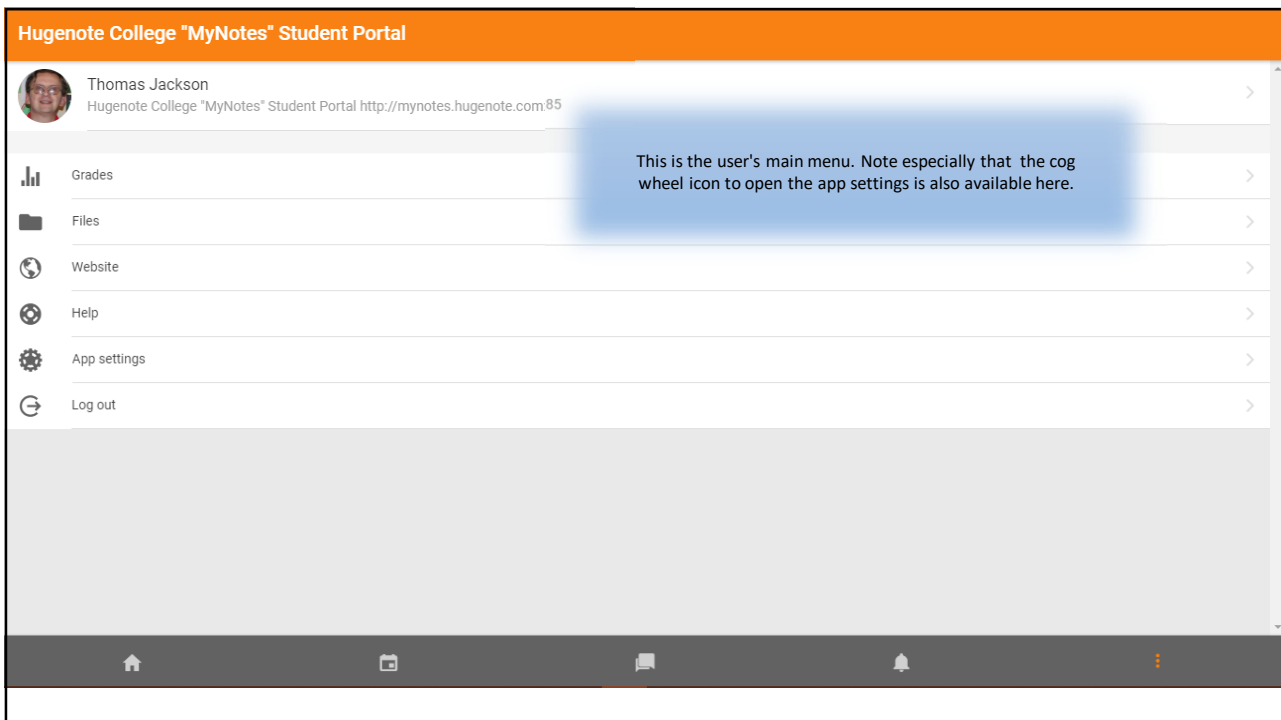 Hugenote College "MyNotes" Student Portal
Thomas Jackson
Hugenote College "MyNotes" Student Portal http://mynotes.hugenote.com:85
This is the user's main menu. Note especially that the cog
wheel icon to open the app settings is also available here.
Grades
Files
Website
Help
App settings
Log out